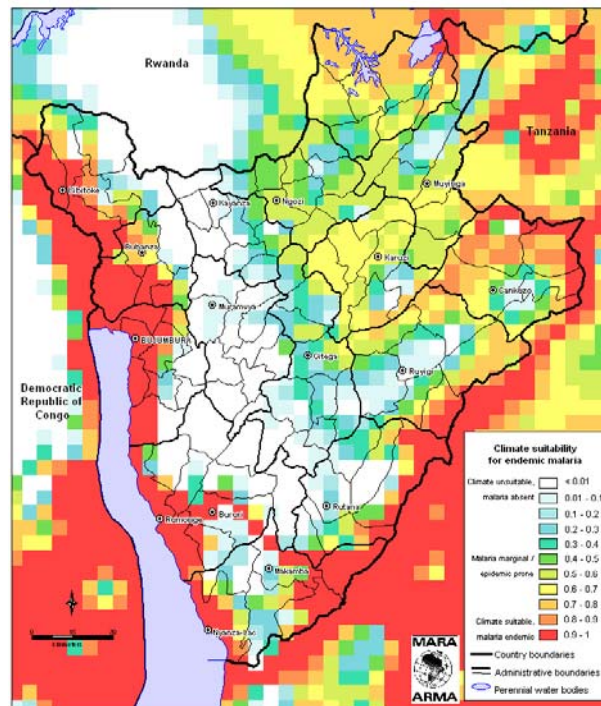 Rwanda
Tanzania
Cibitoke
Kayanza
Ngozi
Muyinga
Bubanza
Karuzi
Cankuzo
Muramvya
BUJUMBURA
Gitega
Ruyigi
Democratic
Republic of
Congo
Rutana
Bururi
Rumonge
Makamba
Nyanza-Lac
Climate suitability
for endemic malaria
Climate unsuitable,
malaria absent
< 0.01
0.01 - 0.1
0.1 - 0.2
0.2 - 0.3
0.3 - 0.4
Malaria marginal /
epidemic prone
0.4 - 0.5
0.5 - 0.6
0.6 - 0.7
0.7 - 0.8
Climate suitable,
malaria endemic
0.8 - 0.9
0.9 - 1
Country boundaries
Administrative boundaries
Perennial water bodies
MARA
ARMA